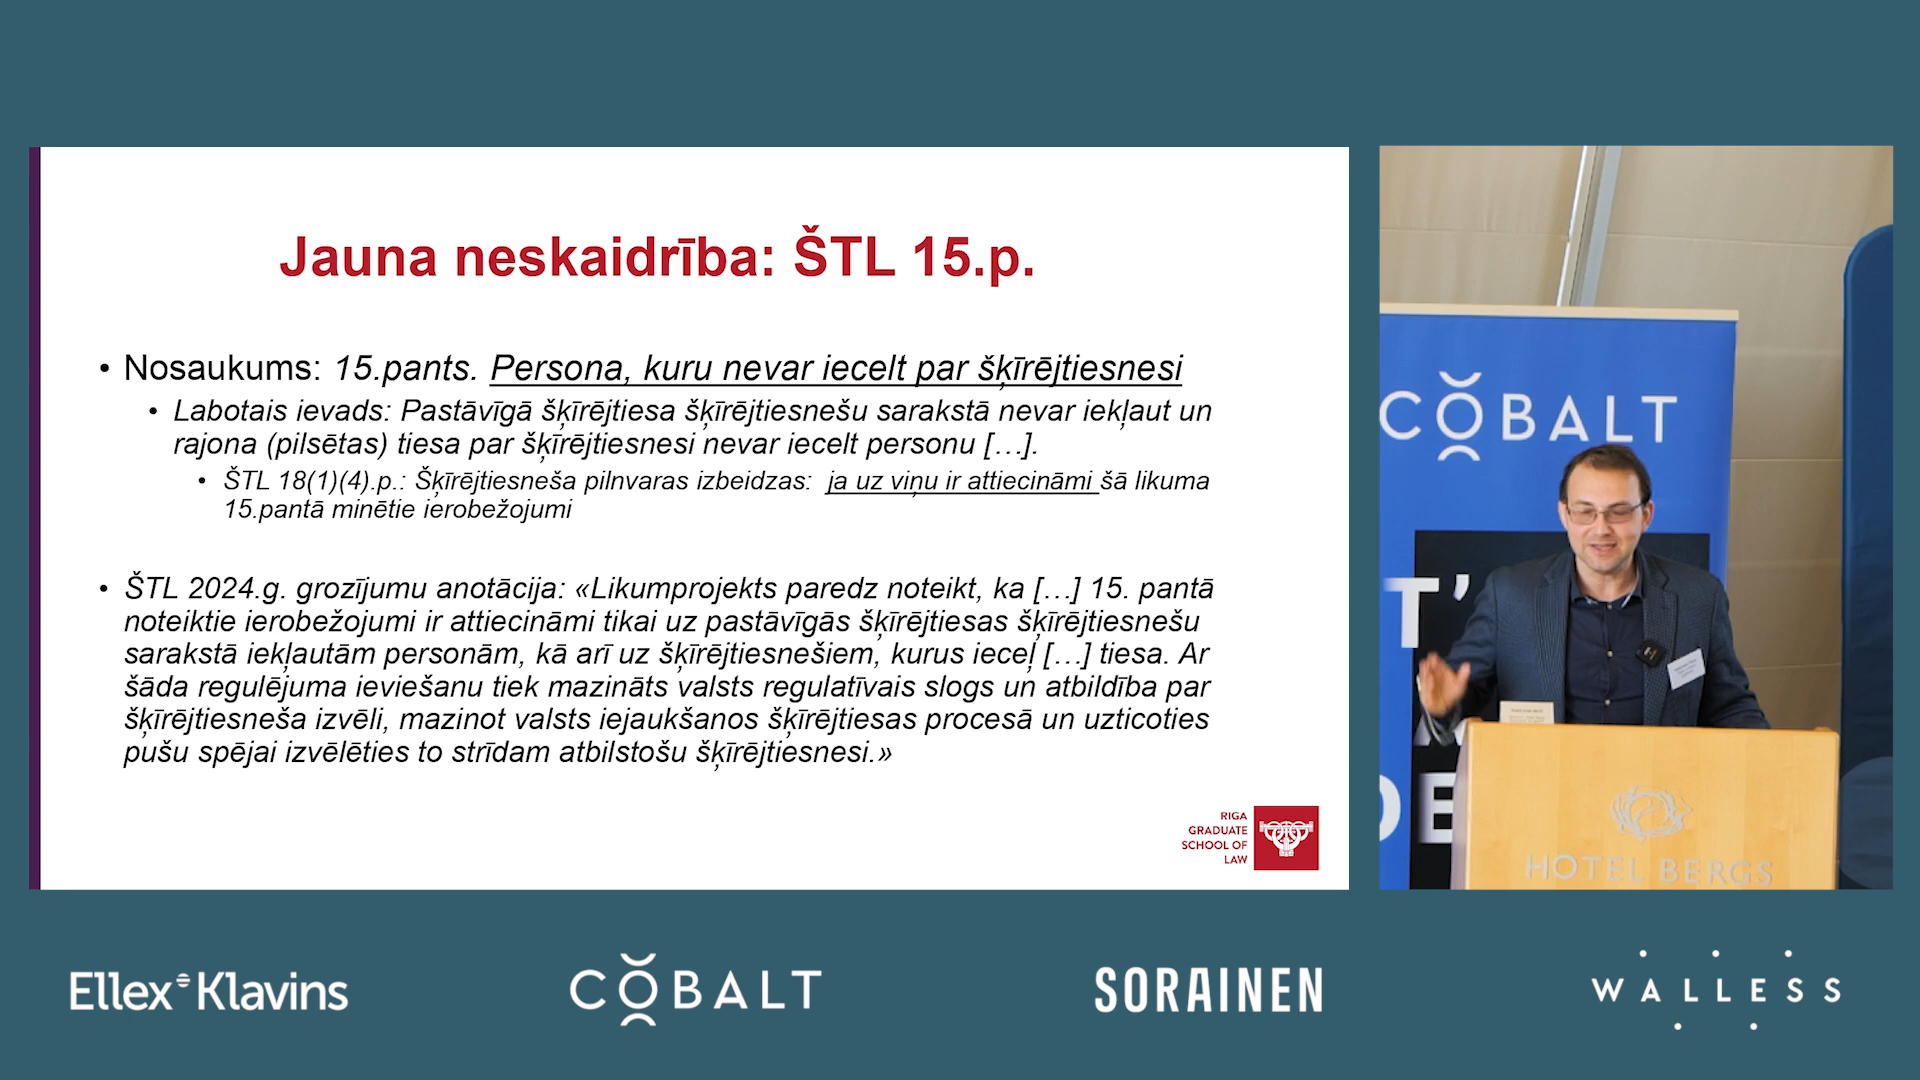 Jauna neskaidrība: ŠTL 15.p.
• Nosaukums: 15.pants. Persona, kuru nevar iecelt par šķīrējtiesnesi
• Labotais ievads: Pastāvīgā šķīrējtiesa šķīrējtiesnešu sarakstā nevar iekļaut un
rajona (pilsētas) tiesa par šķīrējtiesnesi nevar iecelt personu […].
• ŠTL 18(1)(4).p.: Šķīrējtiesneša pilnvaras izbeidzas: ja uz viņu ir attiecināmi šā likuma
15.pantā minētie ierobežojumi
• ŠTL 2024.g. grozījumu anotācija: «Likumprojekts paredz noteikt, ka […] 15. pantā
noteiktie ierobežojumi ir attiecināmi tikai uz pastāvīgās šķīrējtiesas šķīrējtiesnešu
sarakstā iekļautām personām, kā arī uz šķīrējtiesnešiem, kurus ieceļ […] tiesa. Ar
šāda regulējuma ieviešanu tiek mazināts valsts regulatīvais slogs un atbildība par
šķīrējtiesneša izvēli, mazinot valsts iejaukšanos šķīrējtiesas procesā un uzticoties
pušu spējai izvēlēties to strīdam atbilstošu šķīrējtiesnesi.»
RIGA
GRADUATE
SCHOOL OF
LAW
COBALT
T'
DE
HOTEL BERGS
Ellex Klavins
COBALT
SORAINEN
WALLESS